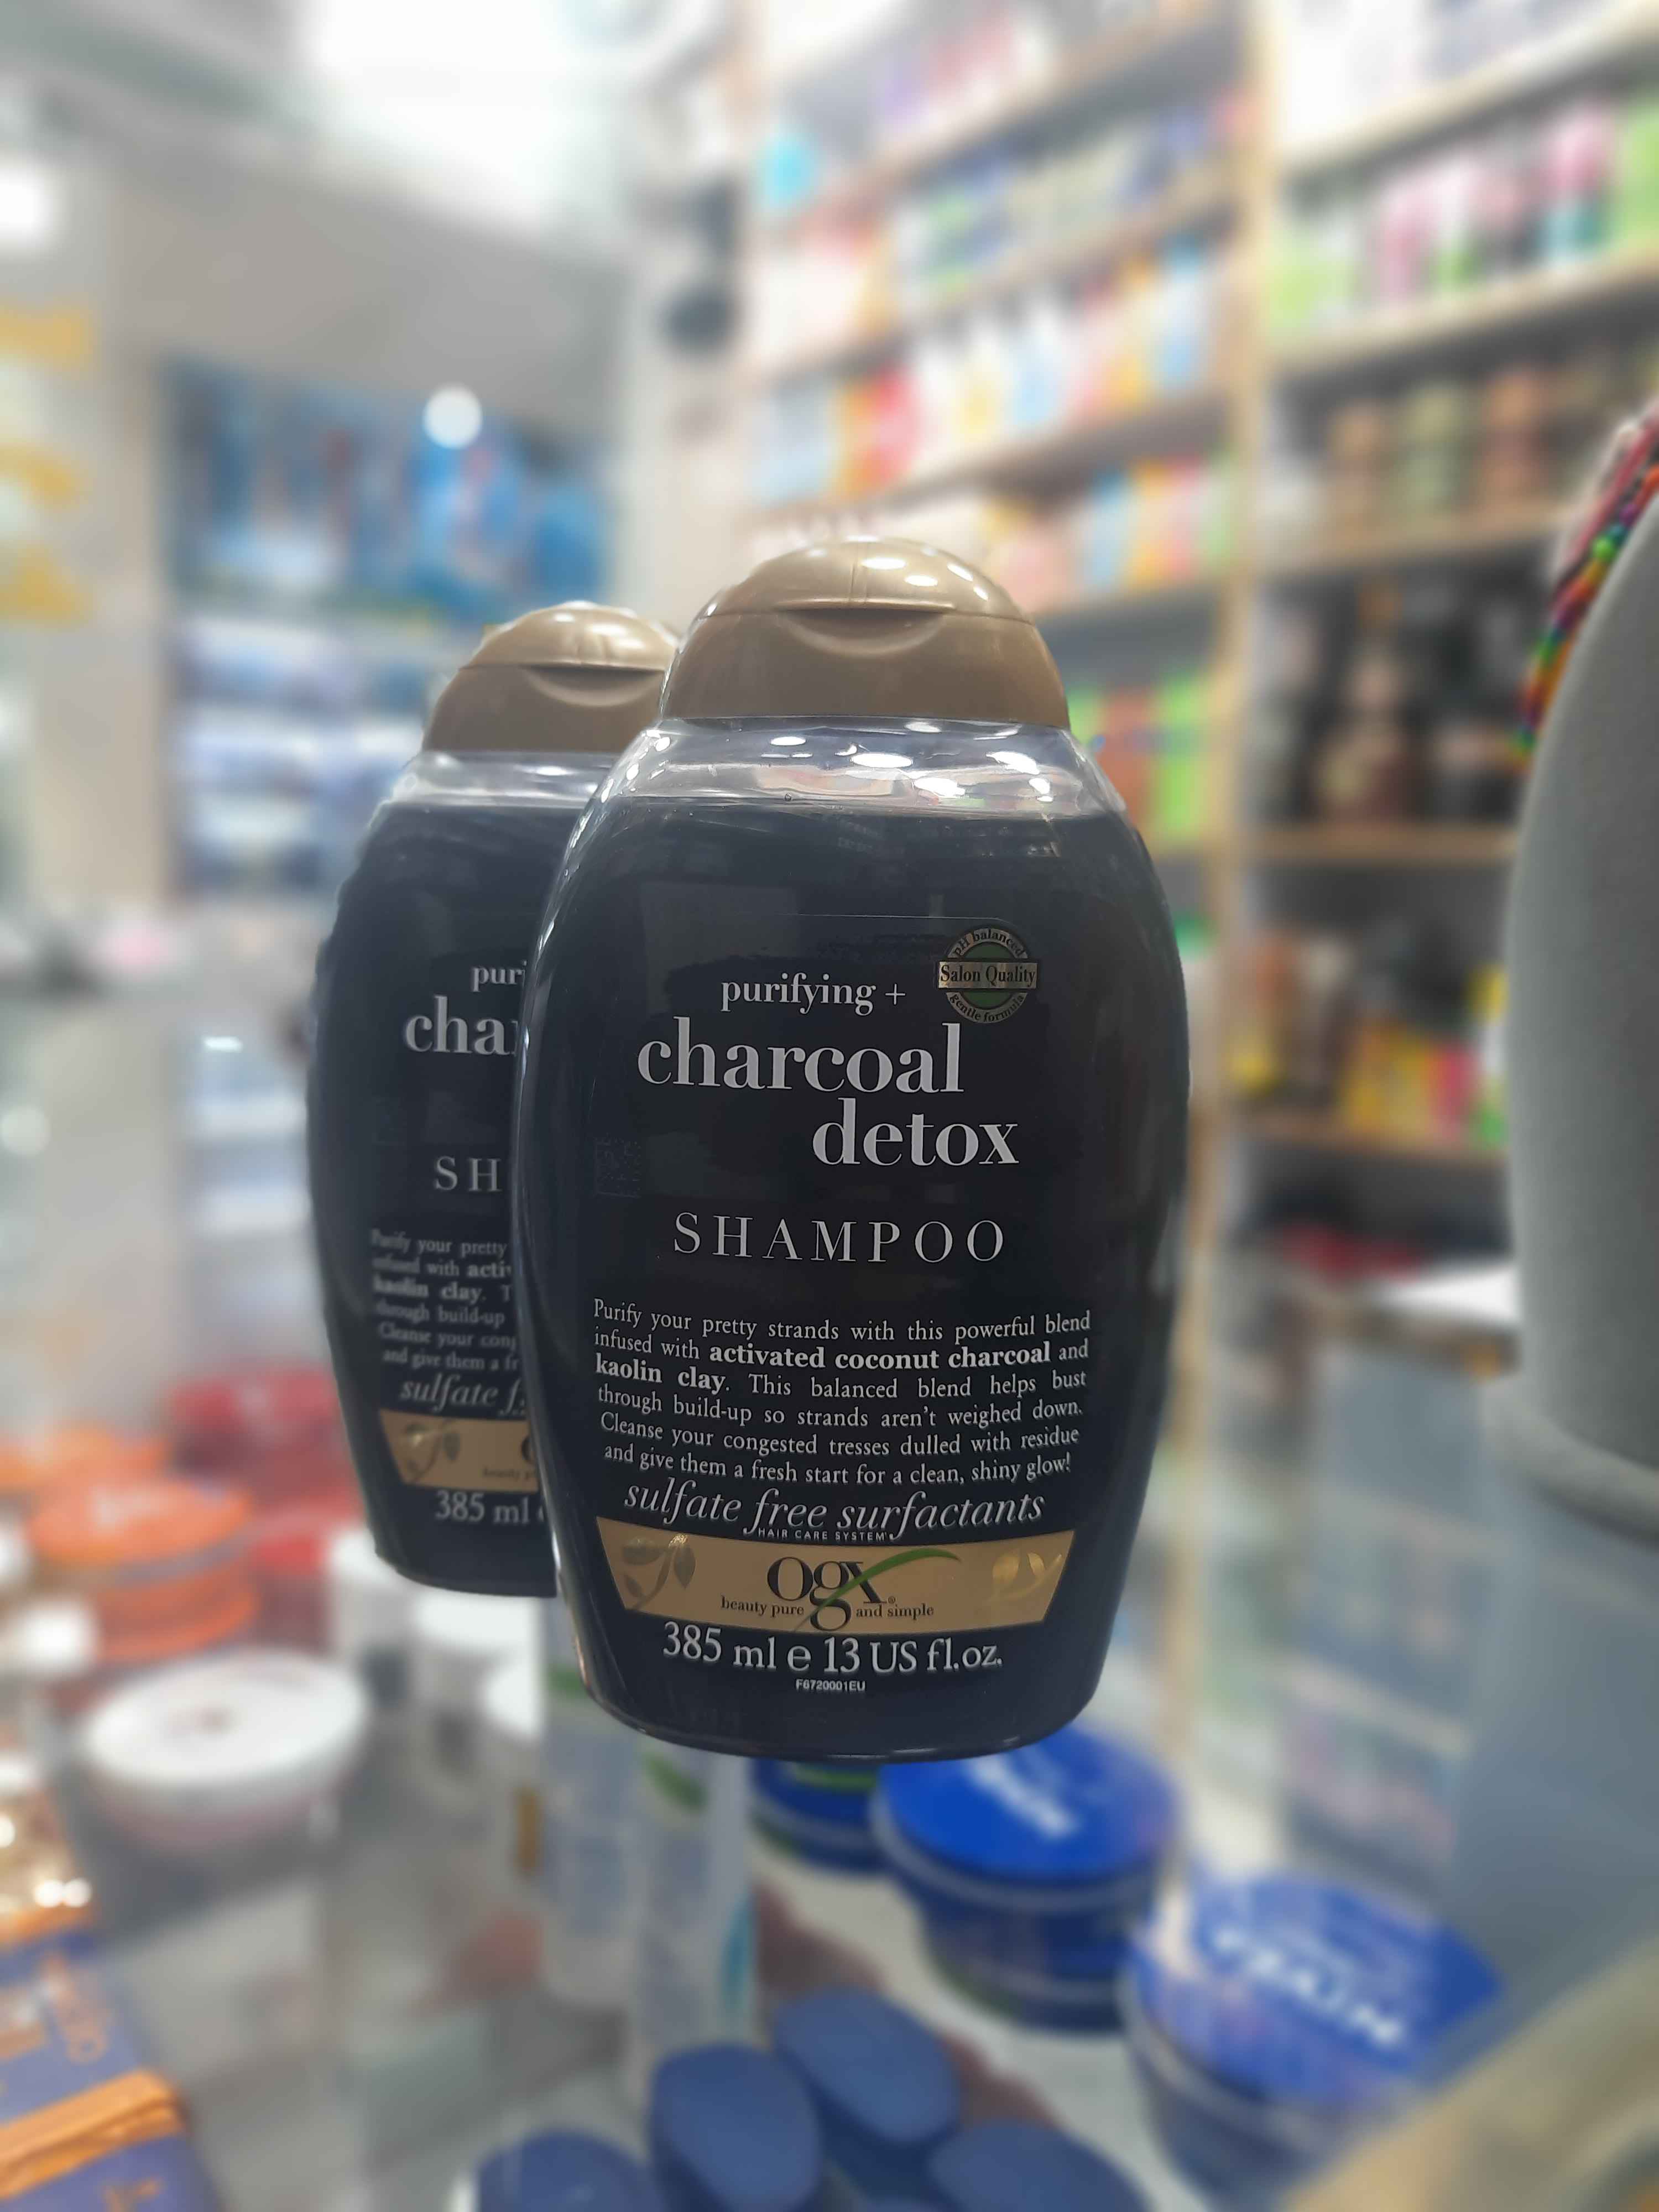 pH balanced
Salon Quality
gentle formula
purifying +
charcoal
detox
SHAMPOO
Purify your pretty strands with this powerful blend
infused with activated coconut charcoal and
kaolin clay. This balanced blend helps bust
through build-up so strands aren't weighed down.
Cleanse your congested tresses dulled with residue
and give them a fresh start for a clean, shiny glow!
sulfate free surfactants
HAIR CARE SYSTEM
ogx®
beauty pure and simple
385 ml e 13 US fl.oz.
F6720001EU
pur
cha
SH
Purify your pretty
infused with activ
kaolin clay. T
through build-up
Cleanse your cong
and give them a fr
sulfate f
385 ml